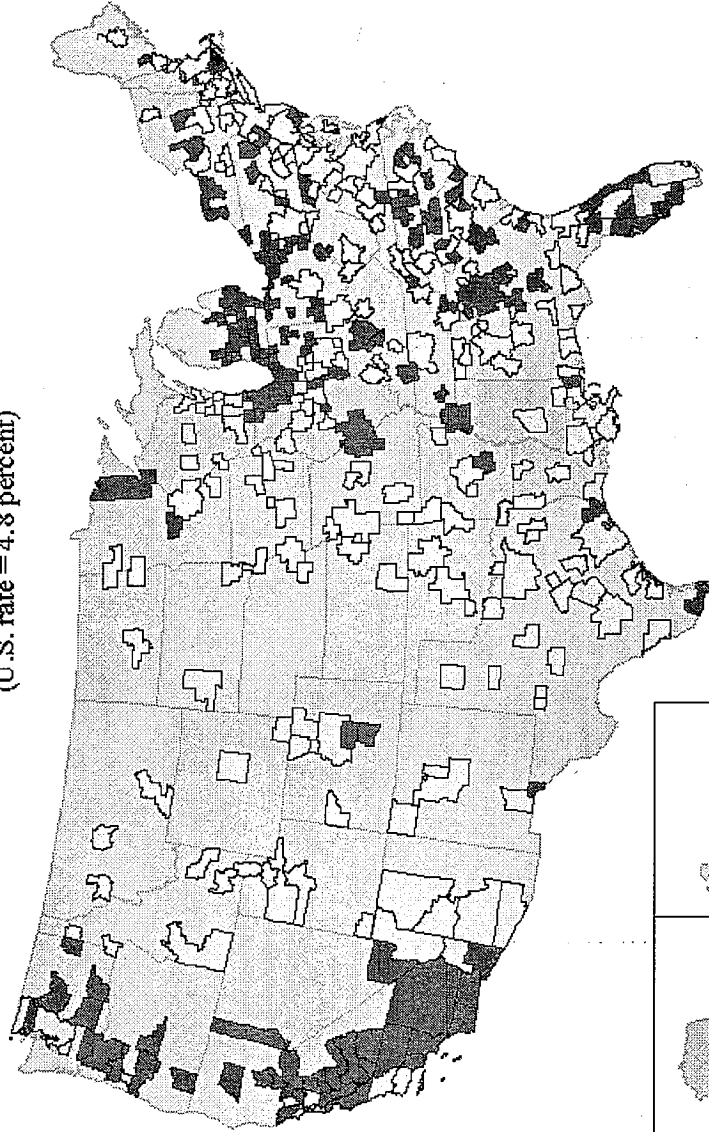 (U.S. rate = 4.8 percent)